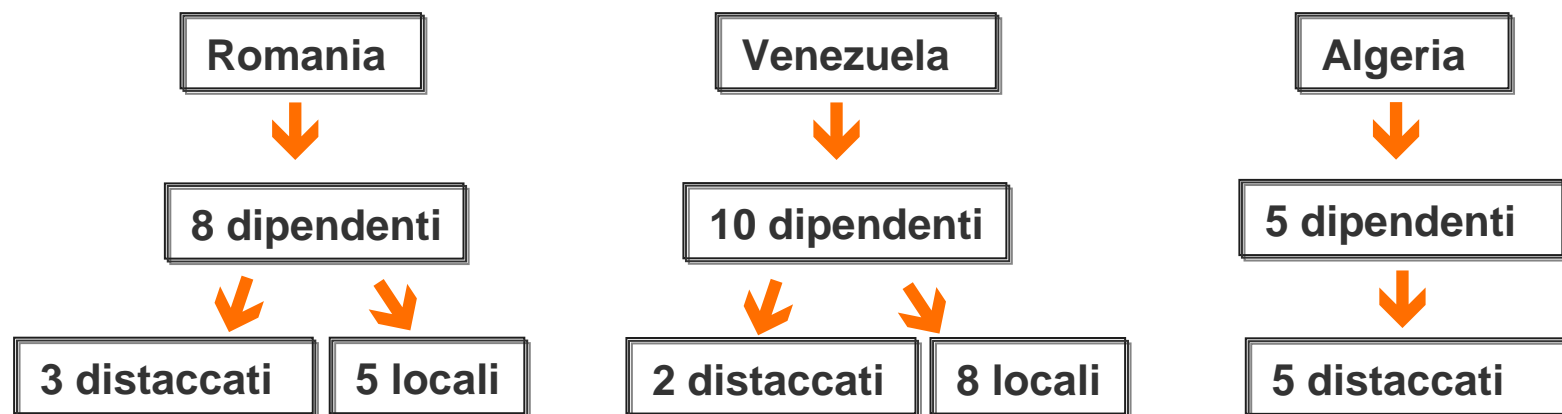 Romania
Venezuela
Algeria
8 dipendenti
10 dipendenti
5 dipendenti
3 distaccati
5 locali
2 distaccati
8 locali
5 distaccati